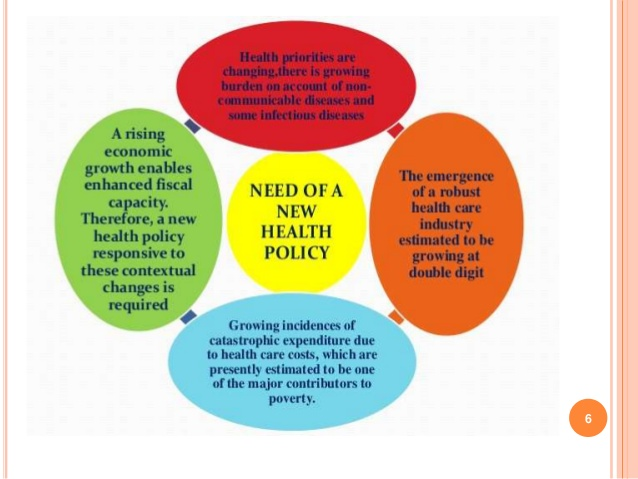 Health priorities are
changing,there is growing
burden on account of non-
communicable diseases and
some infectious diseases
A rising
economic
growth enables
enhanced fiscal
capacity.
Therefore, a new
health policy
responsive to
these contextual
changes is
required
NEED OF A
NEW
HEALTH
POLICY
The emergence
of a robust
health care
industry
estimated to be
growing at
double digit
Growing incidences of
catastrophic expenditure due
to health care costs, which are
presently estimated to be one
of the major contributors to
poverty.
6